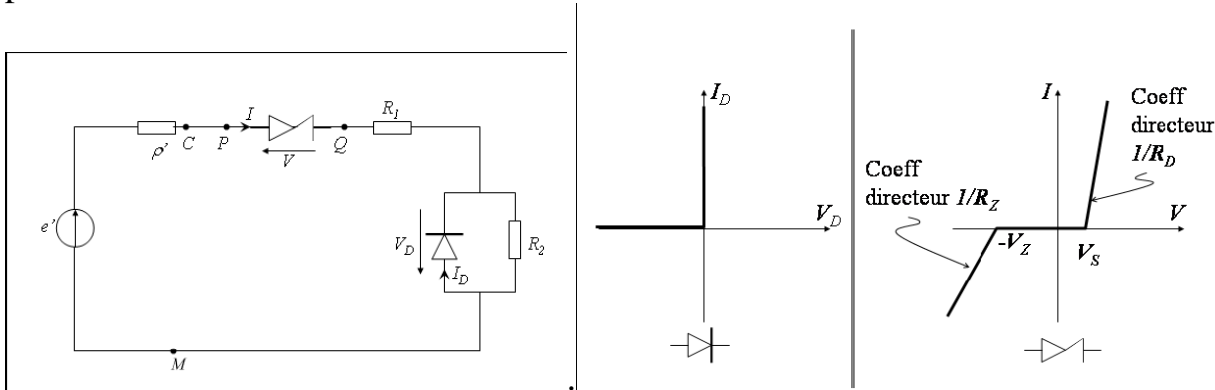 I
R1
ρ'
C
P
V
Q
e'
VD
ID
R2
M
.
ID
VD
I
Coeff
directeur
1/RD
Coeff
directeur 1/RZ
V
-VZ
VS